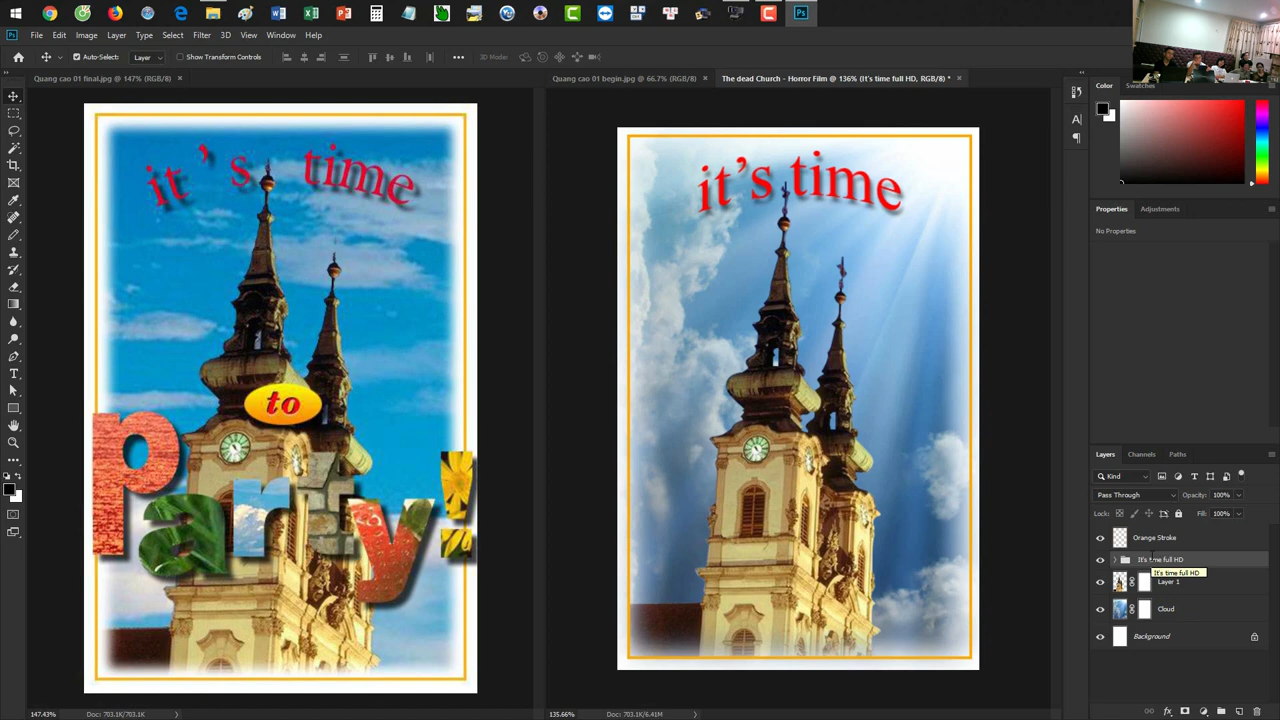 Ps File Edit Image Layer Type Select Filter 3D View Window Help
Auto-Select: Layer Show Transform Controls 3D Mode:
Quang cao 01 final.jpg @ 147% (RGB/8) × Quang cao 01 begin.jpg @ 66.7% (RGB/8) × The dead Church - Horror Film @ 136% (It's time full HD, RGB/8) * ×
it's time
to
Party!
it's time
Color Swatches
Properties Adjustments
No Properties
Layers Channels Paths
Kind
Pass Through Opacity: 100%
Lock: Fill: 100%
Orange Stroke
It's time full HD
It's time full HD
Layer 1
Cloud
Background
147.43% Doc: 703.1K/703.1K
135.66% Doc: 703.1K/6.41M